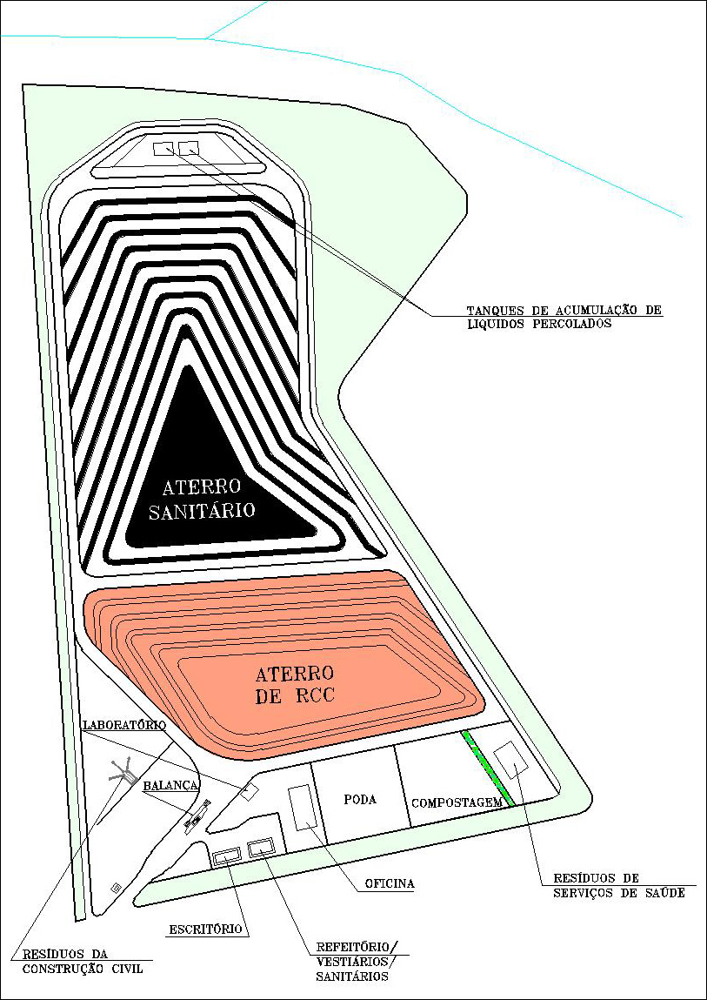 TANQUES DE ACUMULAÇÃO DE
LIQUIDOS PERCOLADOS
ATERRO
SANITÁRIO
ATERRO
DE RCC
LABORATÓRIO
BALANÇA
PODA
COMPOSTAGEM
OFICINA
RESÍDUOS DE
SERVIÇOS DE SAÚDE
ESCRITÓRIO
REFEITÓRIO/
VESTIÁRIOS/
SANITÁRIOS
RESÍDUOS DA
CONSTRUÇÃO CIVIL